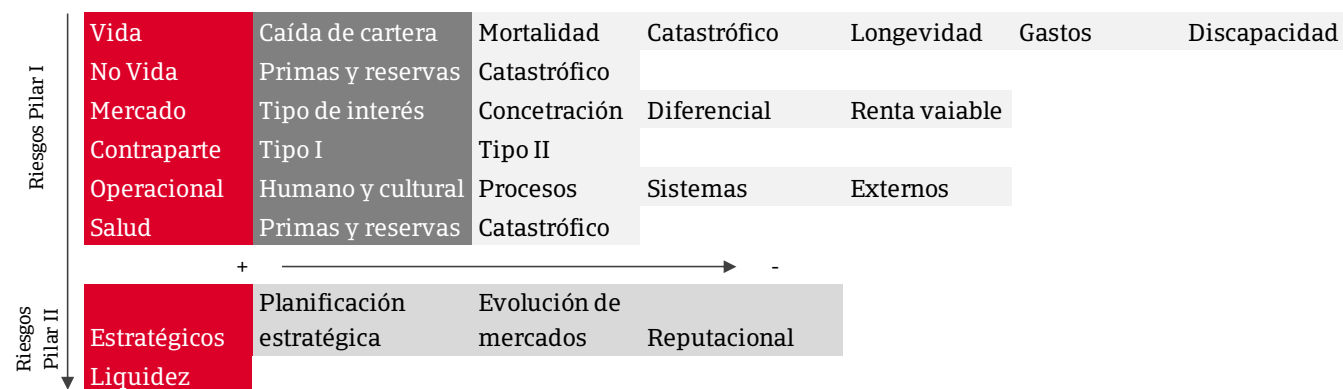 Riesgos Pilar I
Vida Caída de cartera Mortalidad Catastrófico Longevidad Gastos Discapacidad
No Vida Primas y reservas Catastrófico
Mercado Tipo de interés Concetración Diferencial Renta vaiable
Contraparte Tipo I Tipo II
Operacional Humano y cultural Procesos Sistemas Externos
Salud Primas y reservas Catastrófico
+ -
Riesgos
Pilar II
Planificación Evolución de
Estratégicos estratégica mercados Reputacional
Liquidez